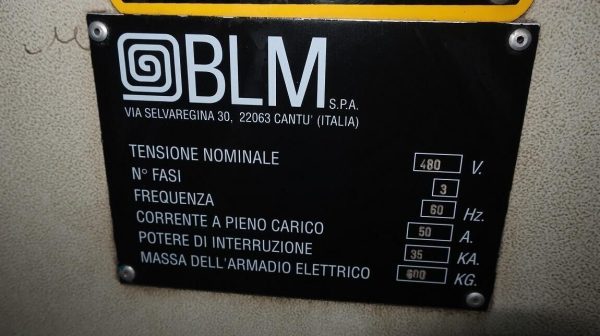 BLM S.P.A.
VIA SELVAREGINA 30, 22063 CANTU' (ITALIA)
TENSIONE NOMINALE 480 V.
N° FASI 3
FREQUENZA 60 Hz.
CORRENTE A PIENO CARICO 50 A.
POTERE DI INTERRUZIONE 35 KA.
MASSA DELL'ARMADIO ELETTRICO 600 KG.